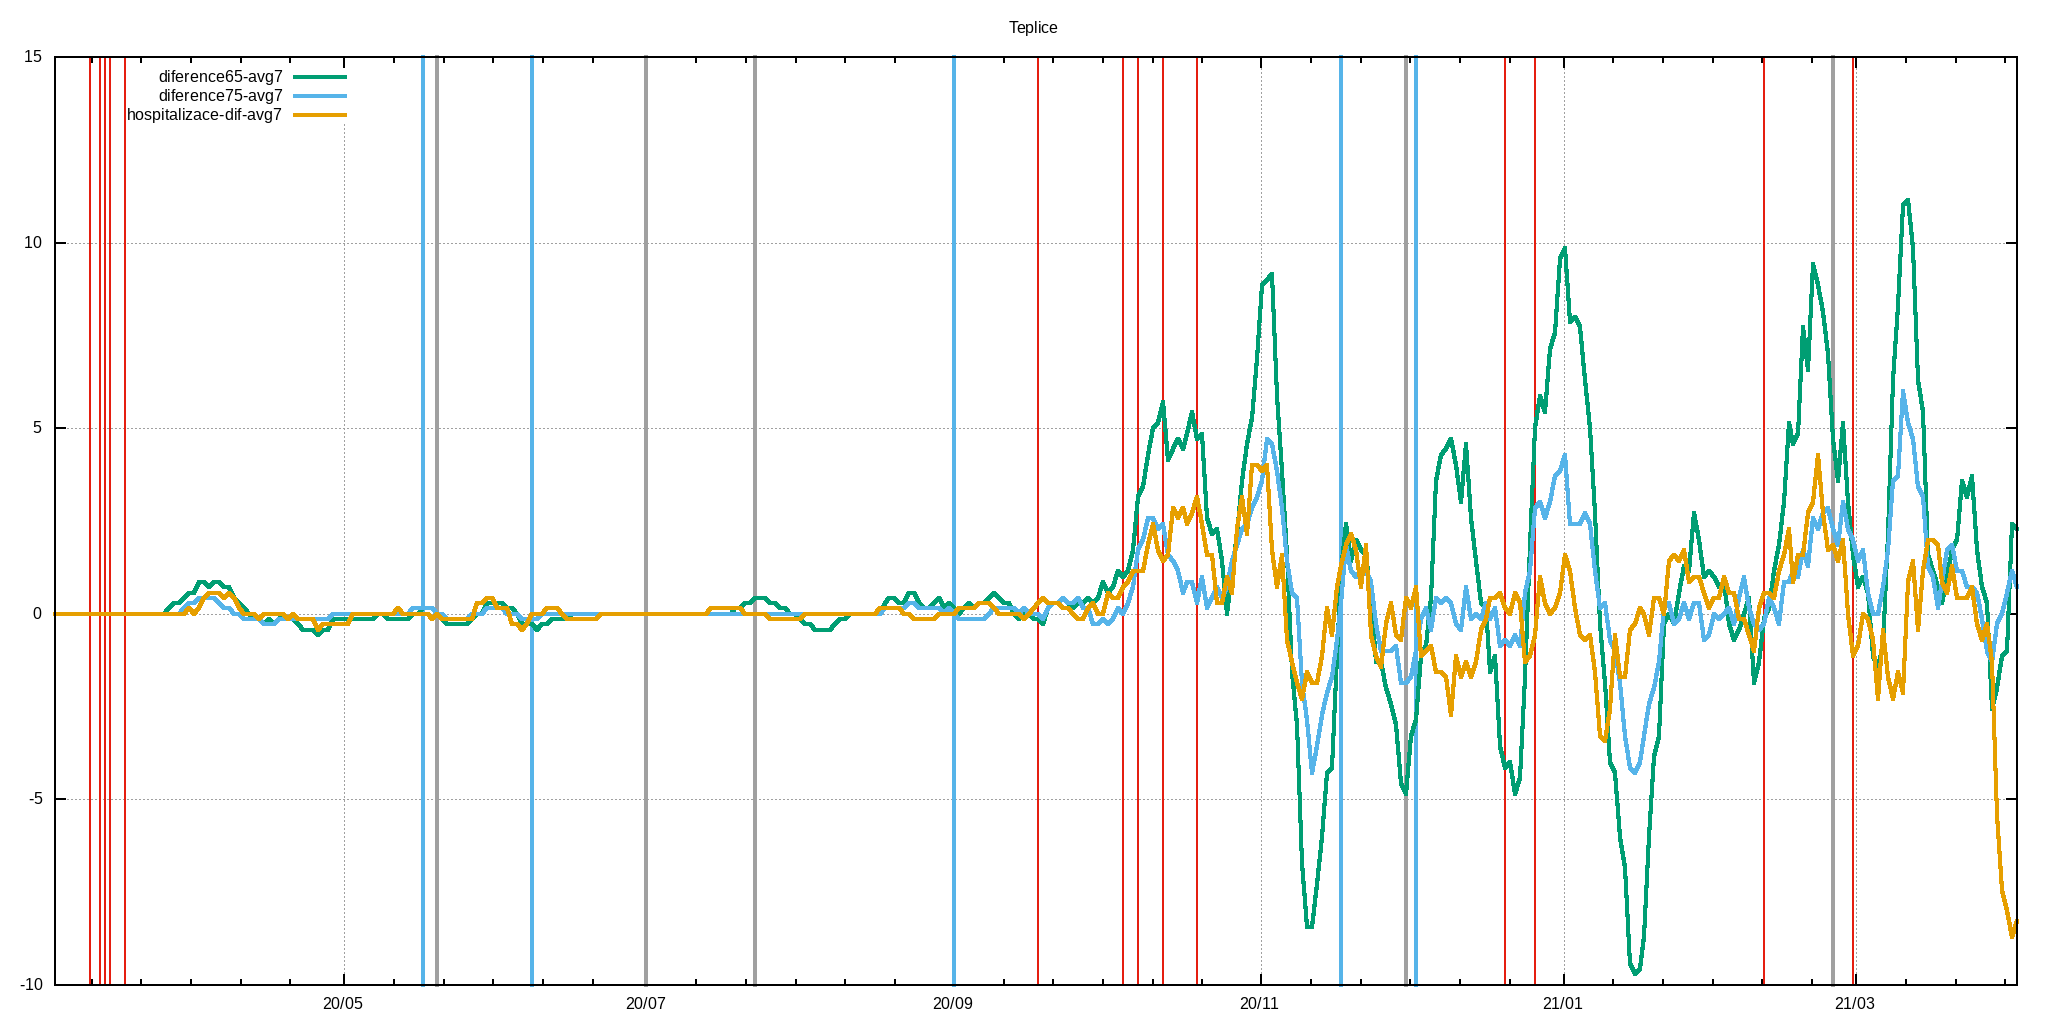 Teplice
15
diference65-avg7
diference75-avg7
hospitalizace-dif-avg7
10
5
0
-5
-10
20/05 20/07 20/09 20/11 21/01 21/03